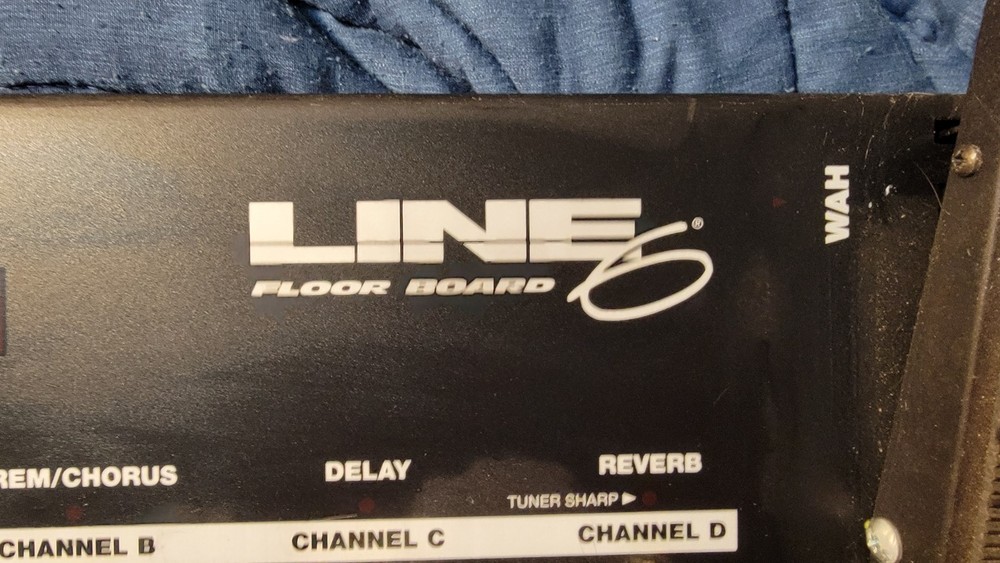 LINE 6®
FLOOR BOARD
WAH
REM/CHORUS
DELAY
REVERB
TUNER SHARP ▶
CHANNEL B
CHANNEL C
CHANNEL D